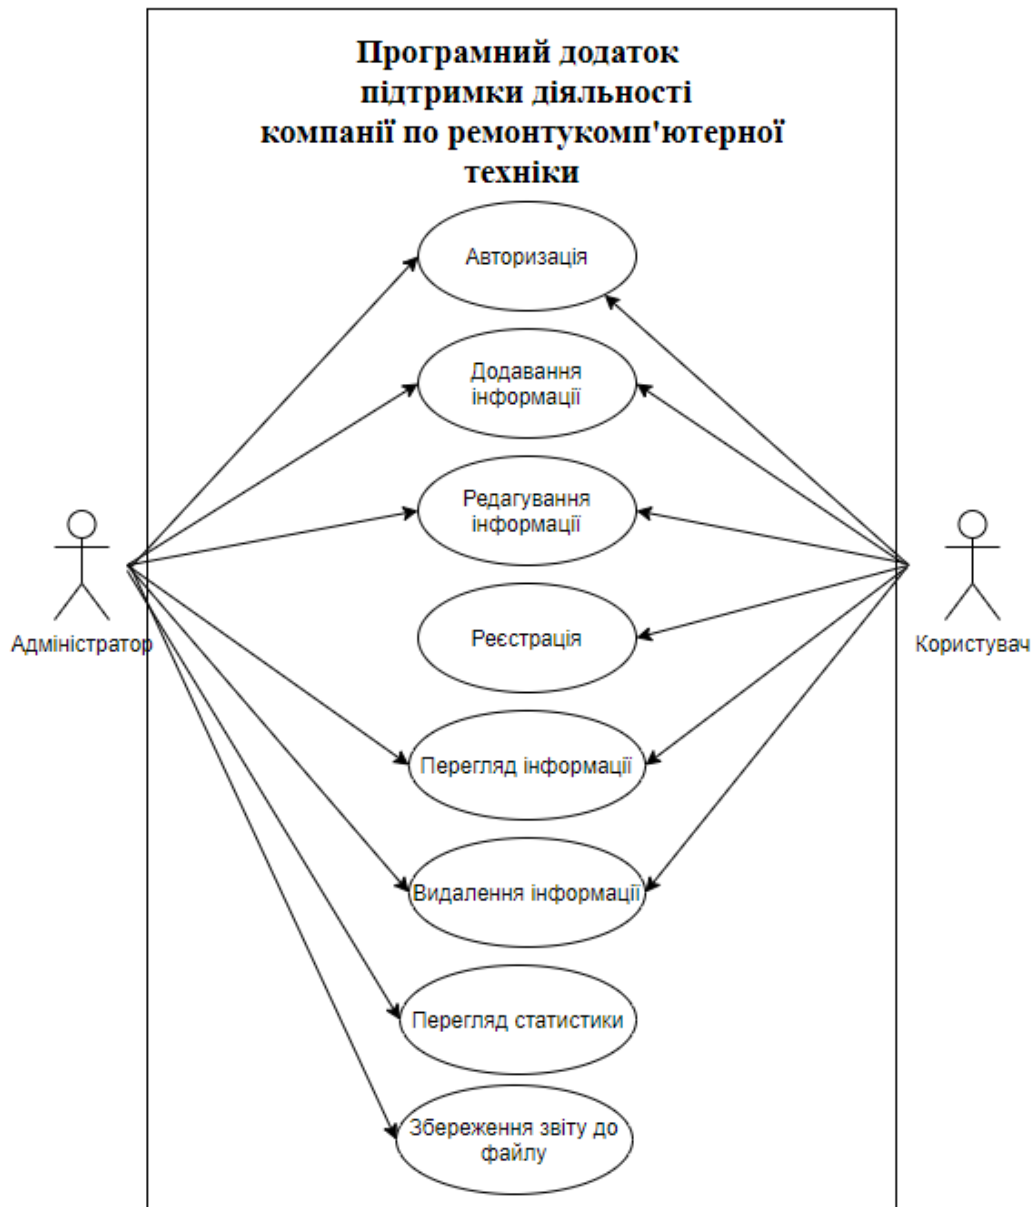 Програмний додаток
підтримки діяльності
компанії по ремонтукомп'ютерної
техніки
Авторизація
Додавання
інформації
Редагування
інформації
Адміністратор
Реєстрація
Користувач
Перегляд інформації
Видалення інформації
Перегляд статистики
Збереження звіту до
файлу